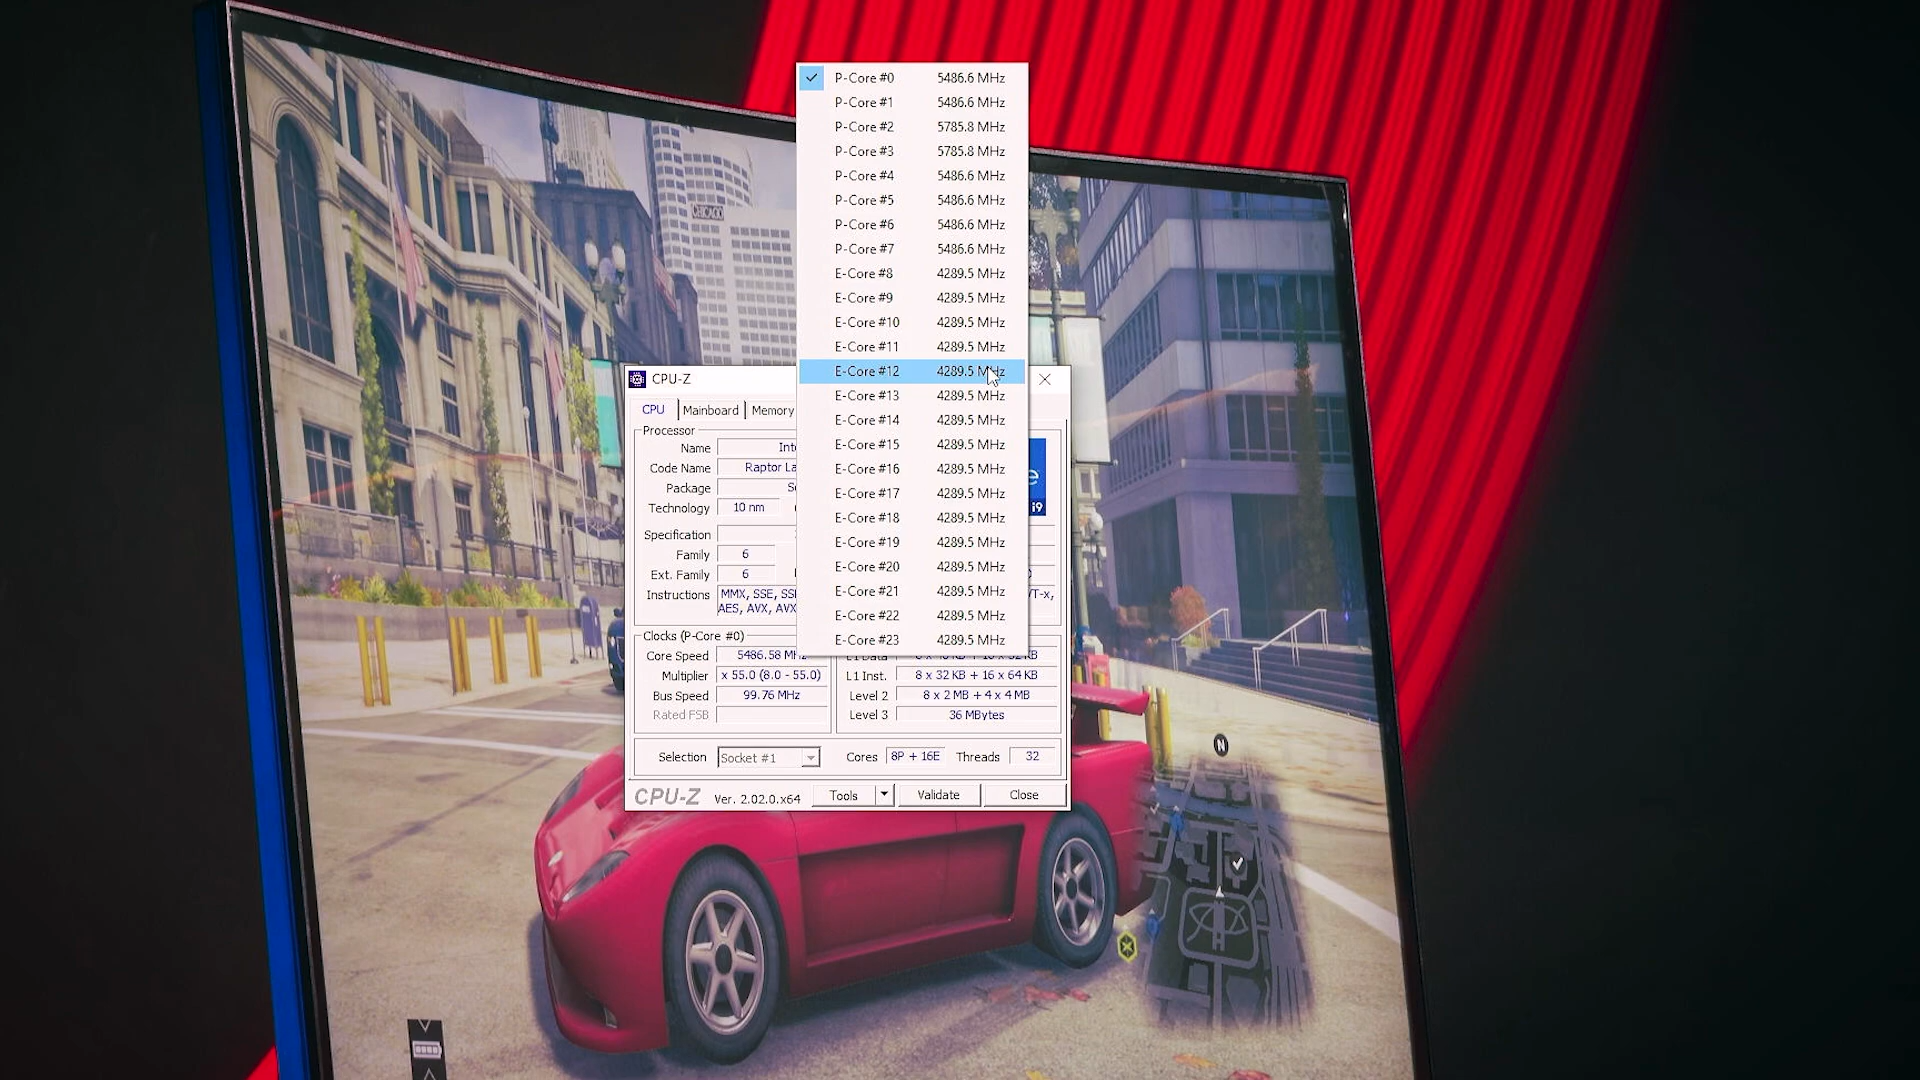 P-Core #0 5486.6 MHz
P-Core #1 5486.6 MHz
P-Core #2 5785.8 MHz
P-Core #3 5785.8 MHz
P-Core #4 5486.6 MHz
P-Core #5 5486.6 MHz
P-Core #6 5486.6 MHz
P-Core #7 5486.6 MHz
E-Core #8 4289.5 MHz
E-Core #9 4289.5 MHz
E-Core #10 4289.5 MHz
E-Core #11 4289.5 MHz
E-Core #12 4289.5 MHz
E-Core #13 4289.5 MHz
E-Core #14 4289.5 MHz
E-Core #15 4289.5 MHz
E-Core #16 4289.5 MHz
E-Core #17 4289.5 MHz
E-Core #18 4289.5 MHz
E-Core #19 4289.5 MHz
E-Core #20 4289.5 MHz
E-Core #21 4289.5 MHz
E-Core #22 4289.5 MHz
E-Core #23 4289.5 MHz
CHICAGO
CPU-Z
CPU Mainboard Memory
Processor
Name
Code Name Raptor
Package
Technology 10 nm
i9
Specification
Family 6
Ext. Family 6
Instructions MMX, SSE,
AES, AVX,
Clocks (P-Core #0)
Core Speed 5486.58 MHz
Multiplier x 55.0 (8.0 - 55.0)
Bus Speed 99.76 MHz
Rated FSB
L1 Data
L1 Inst. 8 x 32 KB + 16 x 64 KB
Level 2 8 x 2 MB + 4 x 4 MB
Level 3 36 MBytes
Selection Socket #1 Cores 8P + 16E Threads 32
CPU-Z Ver. 2.02.0.x64 Tools Validate Close
N